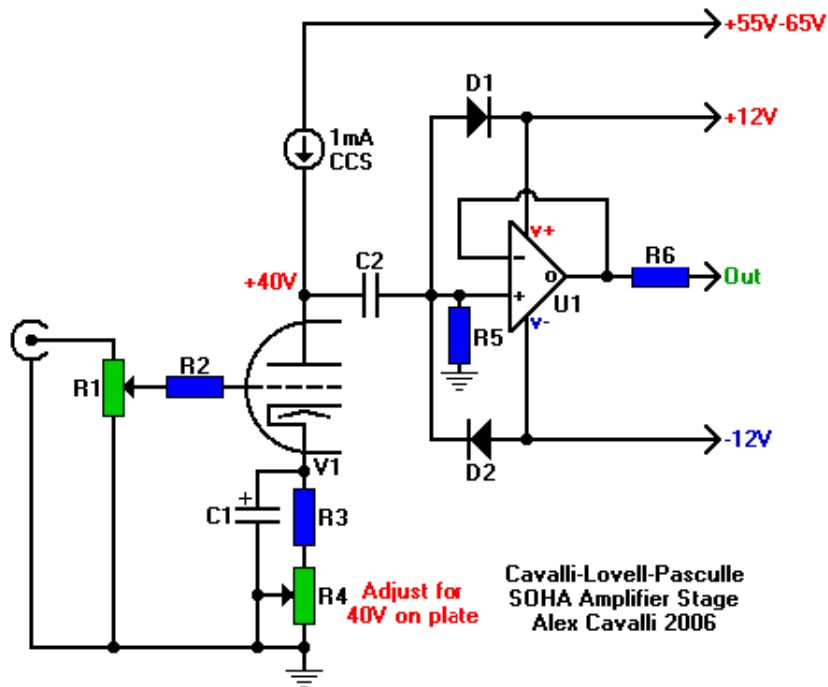 +55V-65V
D1
+12V
1mA
CCS
v+
C2
R6
Out
+40V
-
o
+
U1
R5
v-
R1
R2
-12V
V1
D2
+
C1
R3
R4
Adjust for
40V on plate
Cavalli-Lovell-Pasculle
SOHA Amplifier Stage
Alex Cavalli 2006